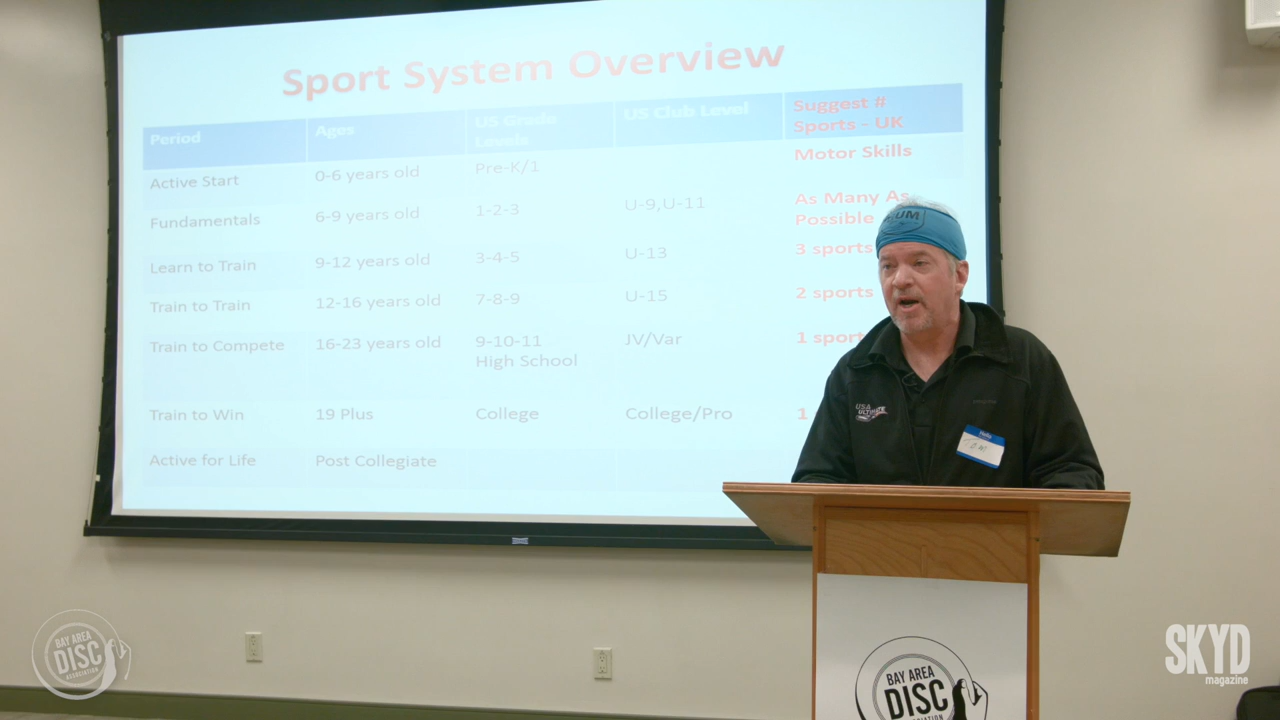 Sport System Overview
Period Ages US Grade Levels US Club Level Suggest # Sports - UK
Active Start 0-6 years old Pre-K/1 Motor Skills
Fundamentals 6-9 years old 1-2-3 U-9,U-11 As Many As Possible
Learn to Train 9-12 years old 3-4-5 U-13 3 sports
Train to Train 12-16 years old 7-8-9 U-15 2 sports
Train to Compete 16-23 years old 9-10-11 High School JV/Var 1 sport
Train to Win 19 Plus College College/Pro 1
Active for Life Post Collegiate
USA
ULTIMATE
Hello
BAY AREA
DISC
ASSOCIATION
BAY AREA
DISC
ASSOCIATION
SKYD
magazine